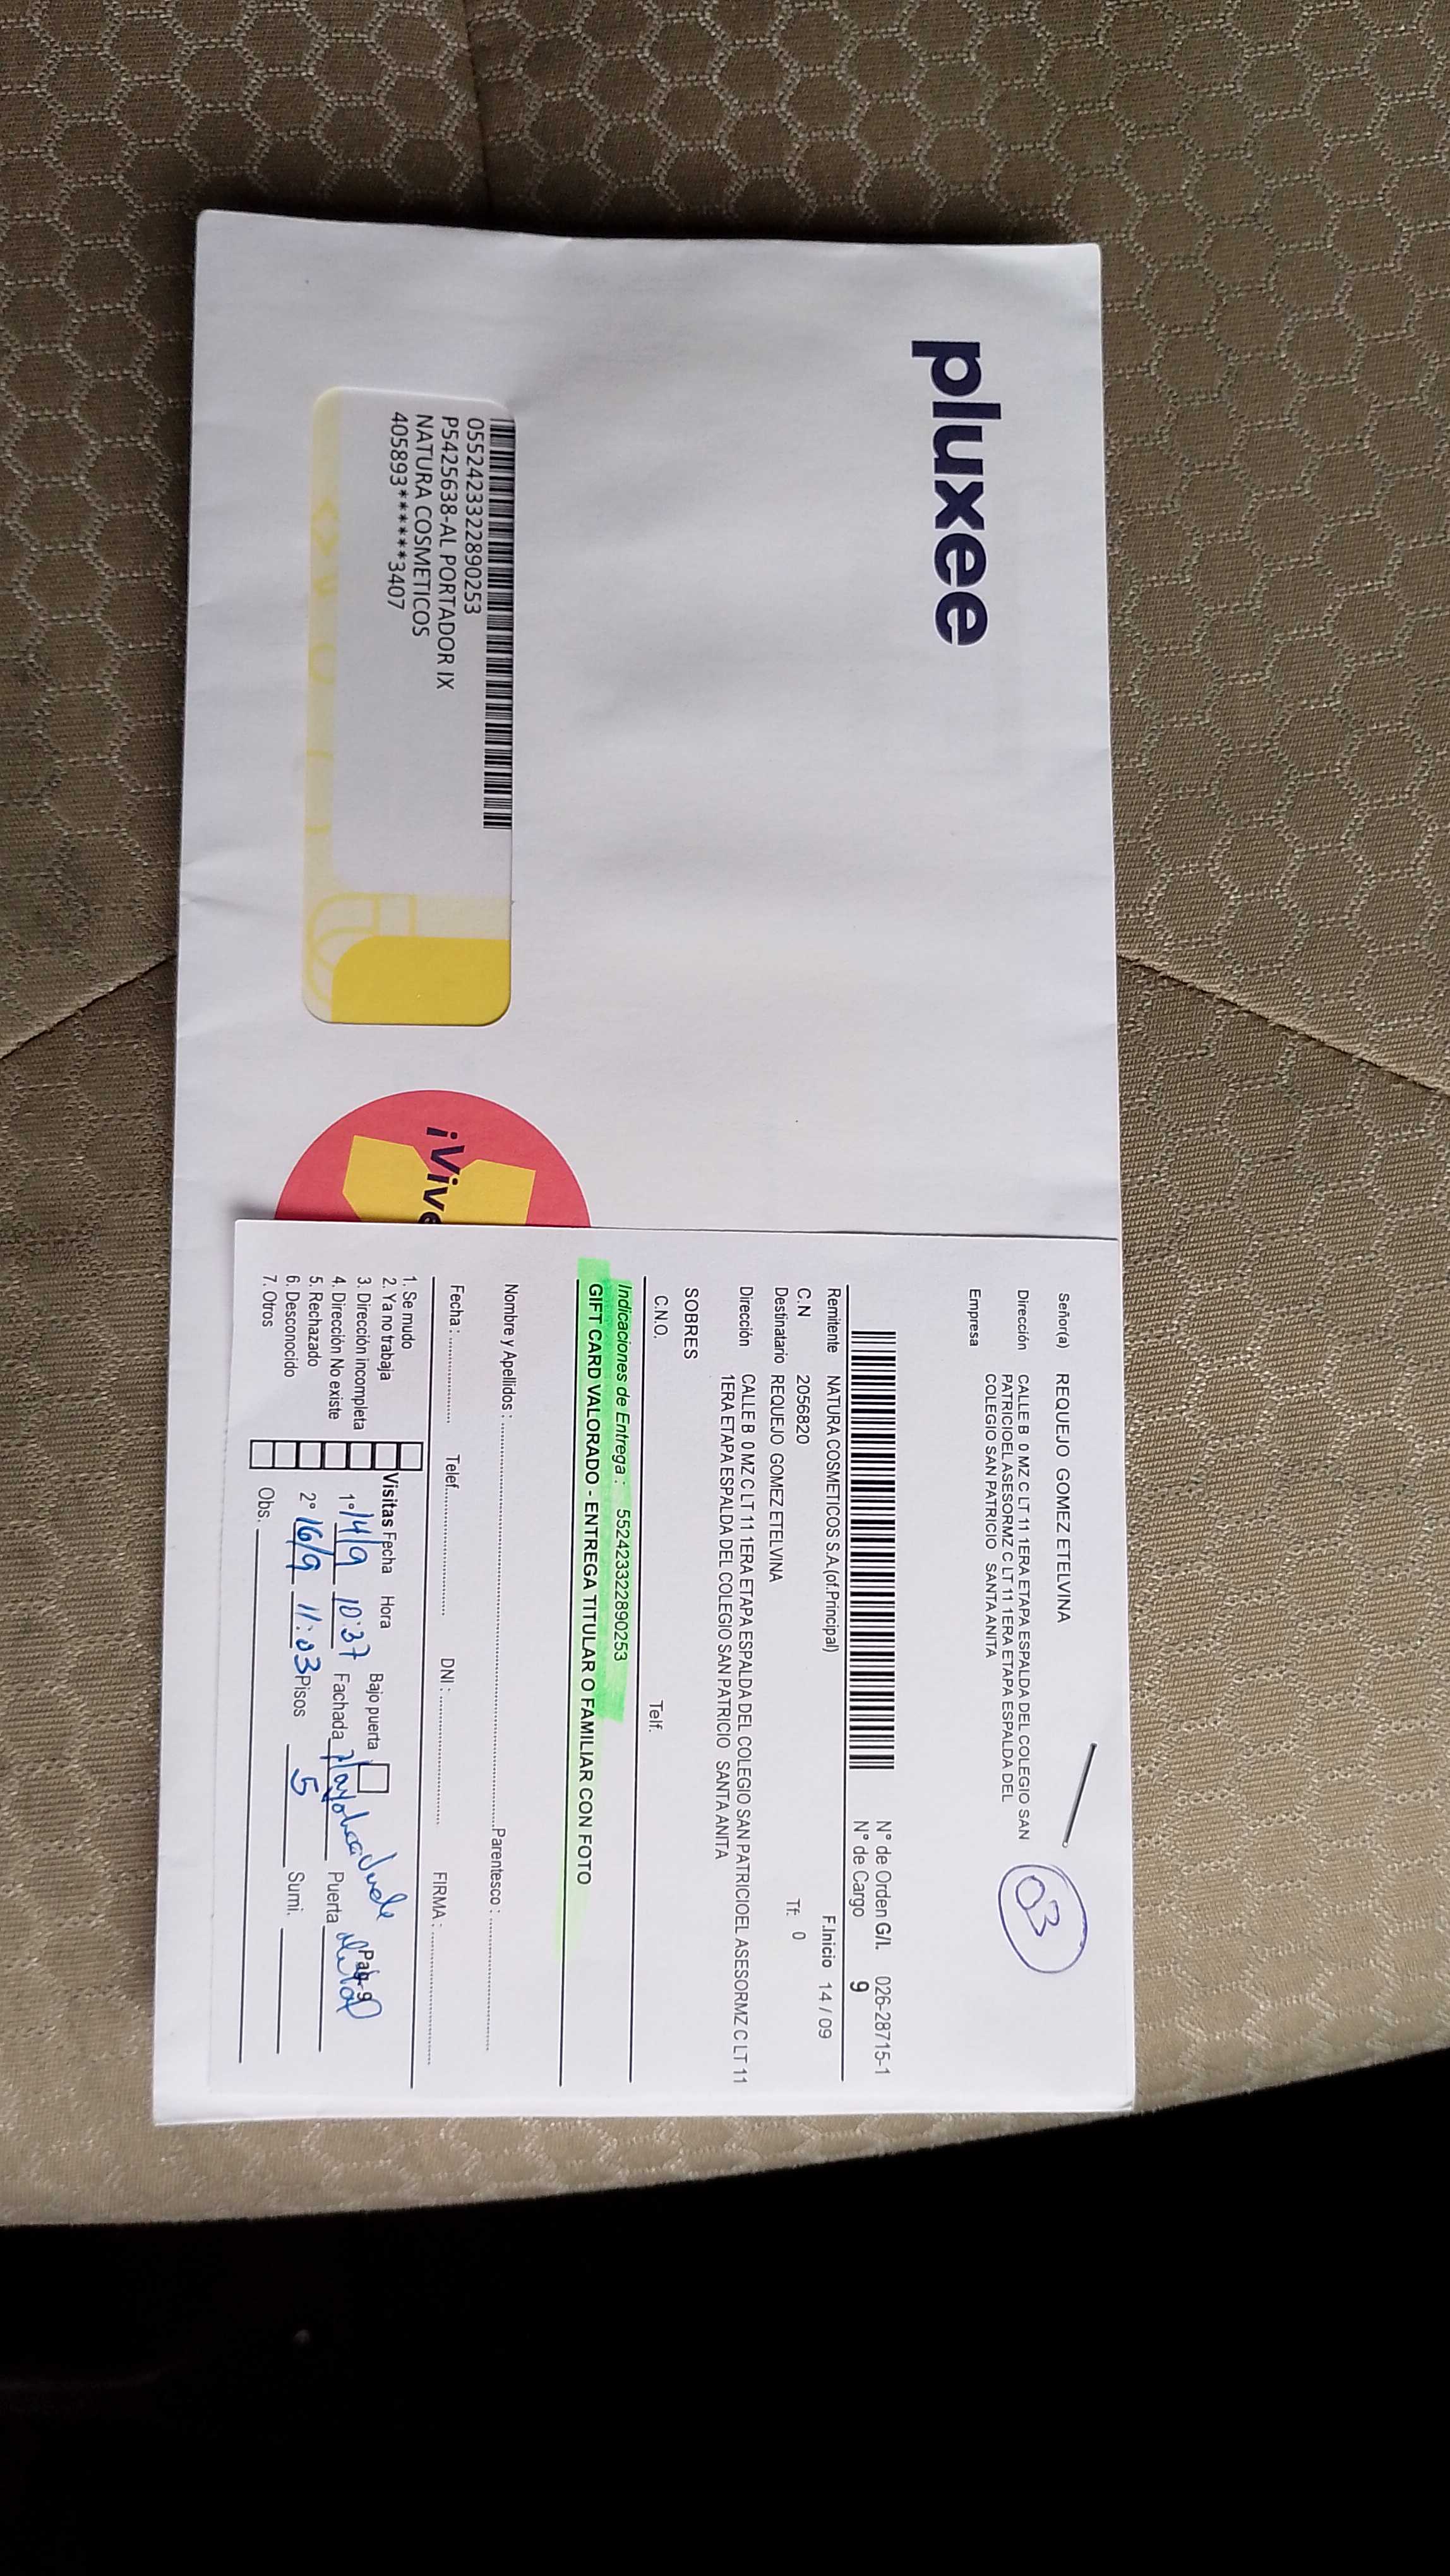 pluxee
0552423322890253
P5425638-AL PORTADOR IX
NATURA COSMETICOS
405893******3407
¡Vive
Señor(a) REQUEJO GOMEZ ETELVINA
Dirección CALLE B 0 MZ C LT 11 1ERA ETAPA ESPALDA DEL COLEGIO SAN
PATRICIOEL ASESORMZ C LT 11 1ERA ETAPA ESPALDA DEL
COLEGIO SAN PATRICIO SANTA ANITA
Empresa
03
N° de Orden G/I. 026-28715-1
N° de Cargo 9
Remitente NATURA COSMETICOS S.A.(of.Principal) F.Inicio 14 / 09
C.N 2056820 Tf: 0
Destinatario REQUEJO GOMEZ ETELVINA
Dirección CALLE B 0 MZ C LT 11 1ERA ETAPA ESPALDA DEL COLEGIO SAN PATRICIOEL ASESORMZ C LT 11
1ERA ETAPA ESPALDA DEL COLEGIO SAN PATRICIO SANTA ANITA
SOBRES
C.N.O. Telf.
Indicaciones de Entrega : 552423322890253
GIFT CARD VALORADO - ENTREGA TITULAR O FAMILIAR CON FOTO
Nombre y Apellidos : Parentesco :
Fecha : Telef. DNI : FIRMA :
1. Se mudo
2. Ya no trabaja
3. Dirección incompleta
4. Dirección No existe
5. Rechazado
6. Desconocido
7. Otros
Visitas Fecha Hora Bajo puerta Pag. 9
1° 14/9 10:37 Fachada Puerta
2° 16/9 11:03 Pisos 5 Sumi.
Obs.